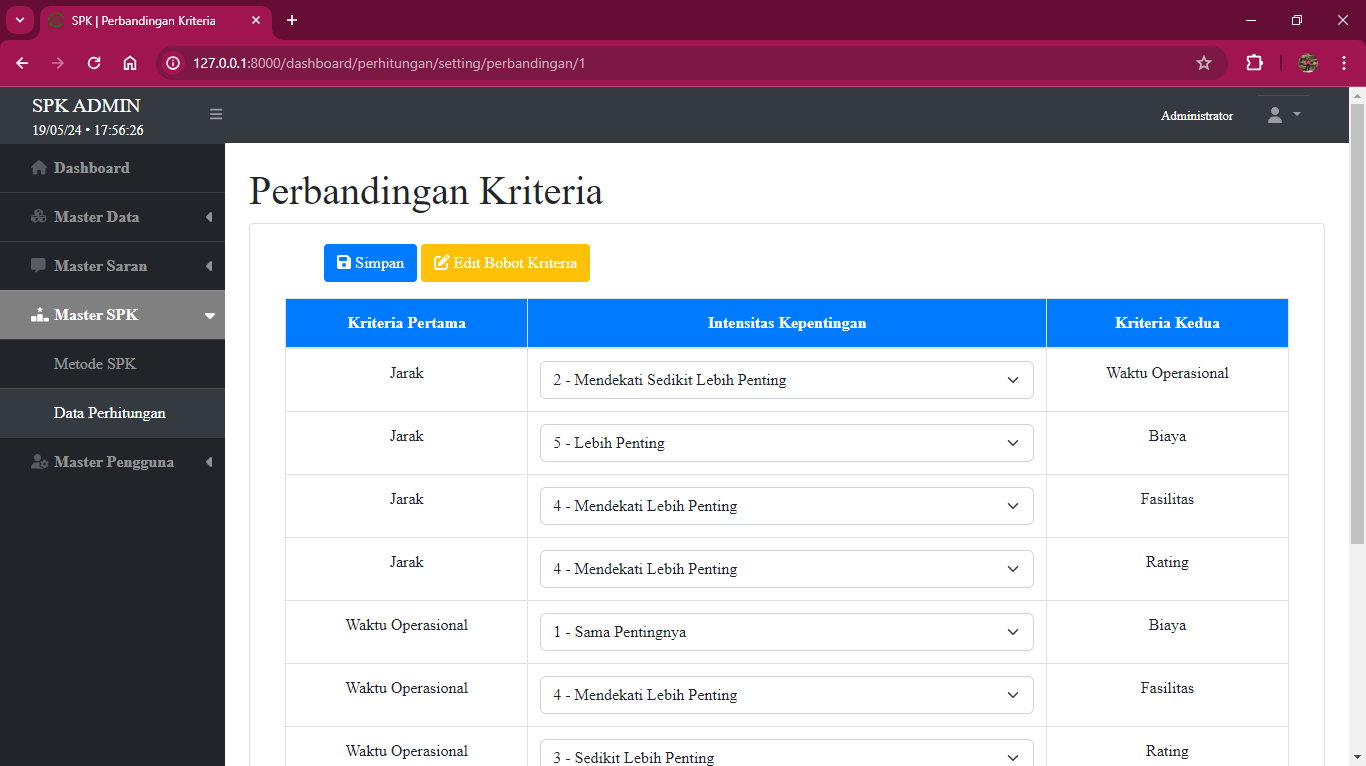 SPK | Perbandingan Kriteria
127.0.0.1:8000/dashboard/perhitungan/setting/perbandingan/1
SPK ADMIN
19/05/24 • 17:56:26
Administrator
Dashboard
Master Data
Master Saran
Master SPK
Metode SPK
Data Perhitungan
Master Pengguna
Perbandingan Kriteria
Simpan Edit Bobot Kriteria
Kriteria Pertama Intensitas Kepentingan Kriteria Kedua
Jarak 2 - Mendekati Sedikit Lebih Penting Waktu Operasional
Jarak 5 - Lebih Penting Biaya
Jarak 4 - Mendekati Lebih Penting Fasilitas
Jarak 4 - Mendekati Lebih Penting Rating
Waktu Operasional 1 - Sama Pentingnya Biaya
Waktu Operasional 4 - Mendekati Lebih Penting Fasilitas
Waktu Operasional 3 - Sedikit Lebih Penting Rating